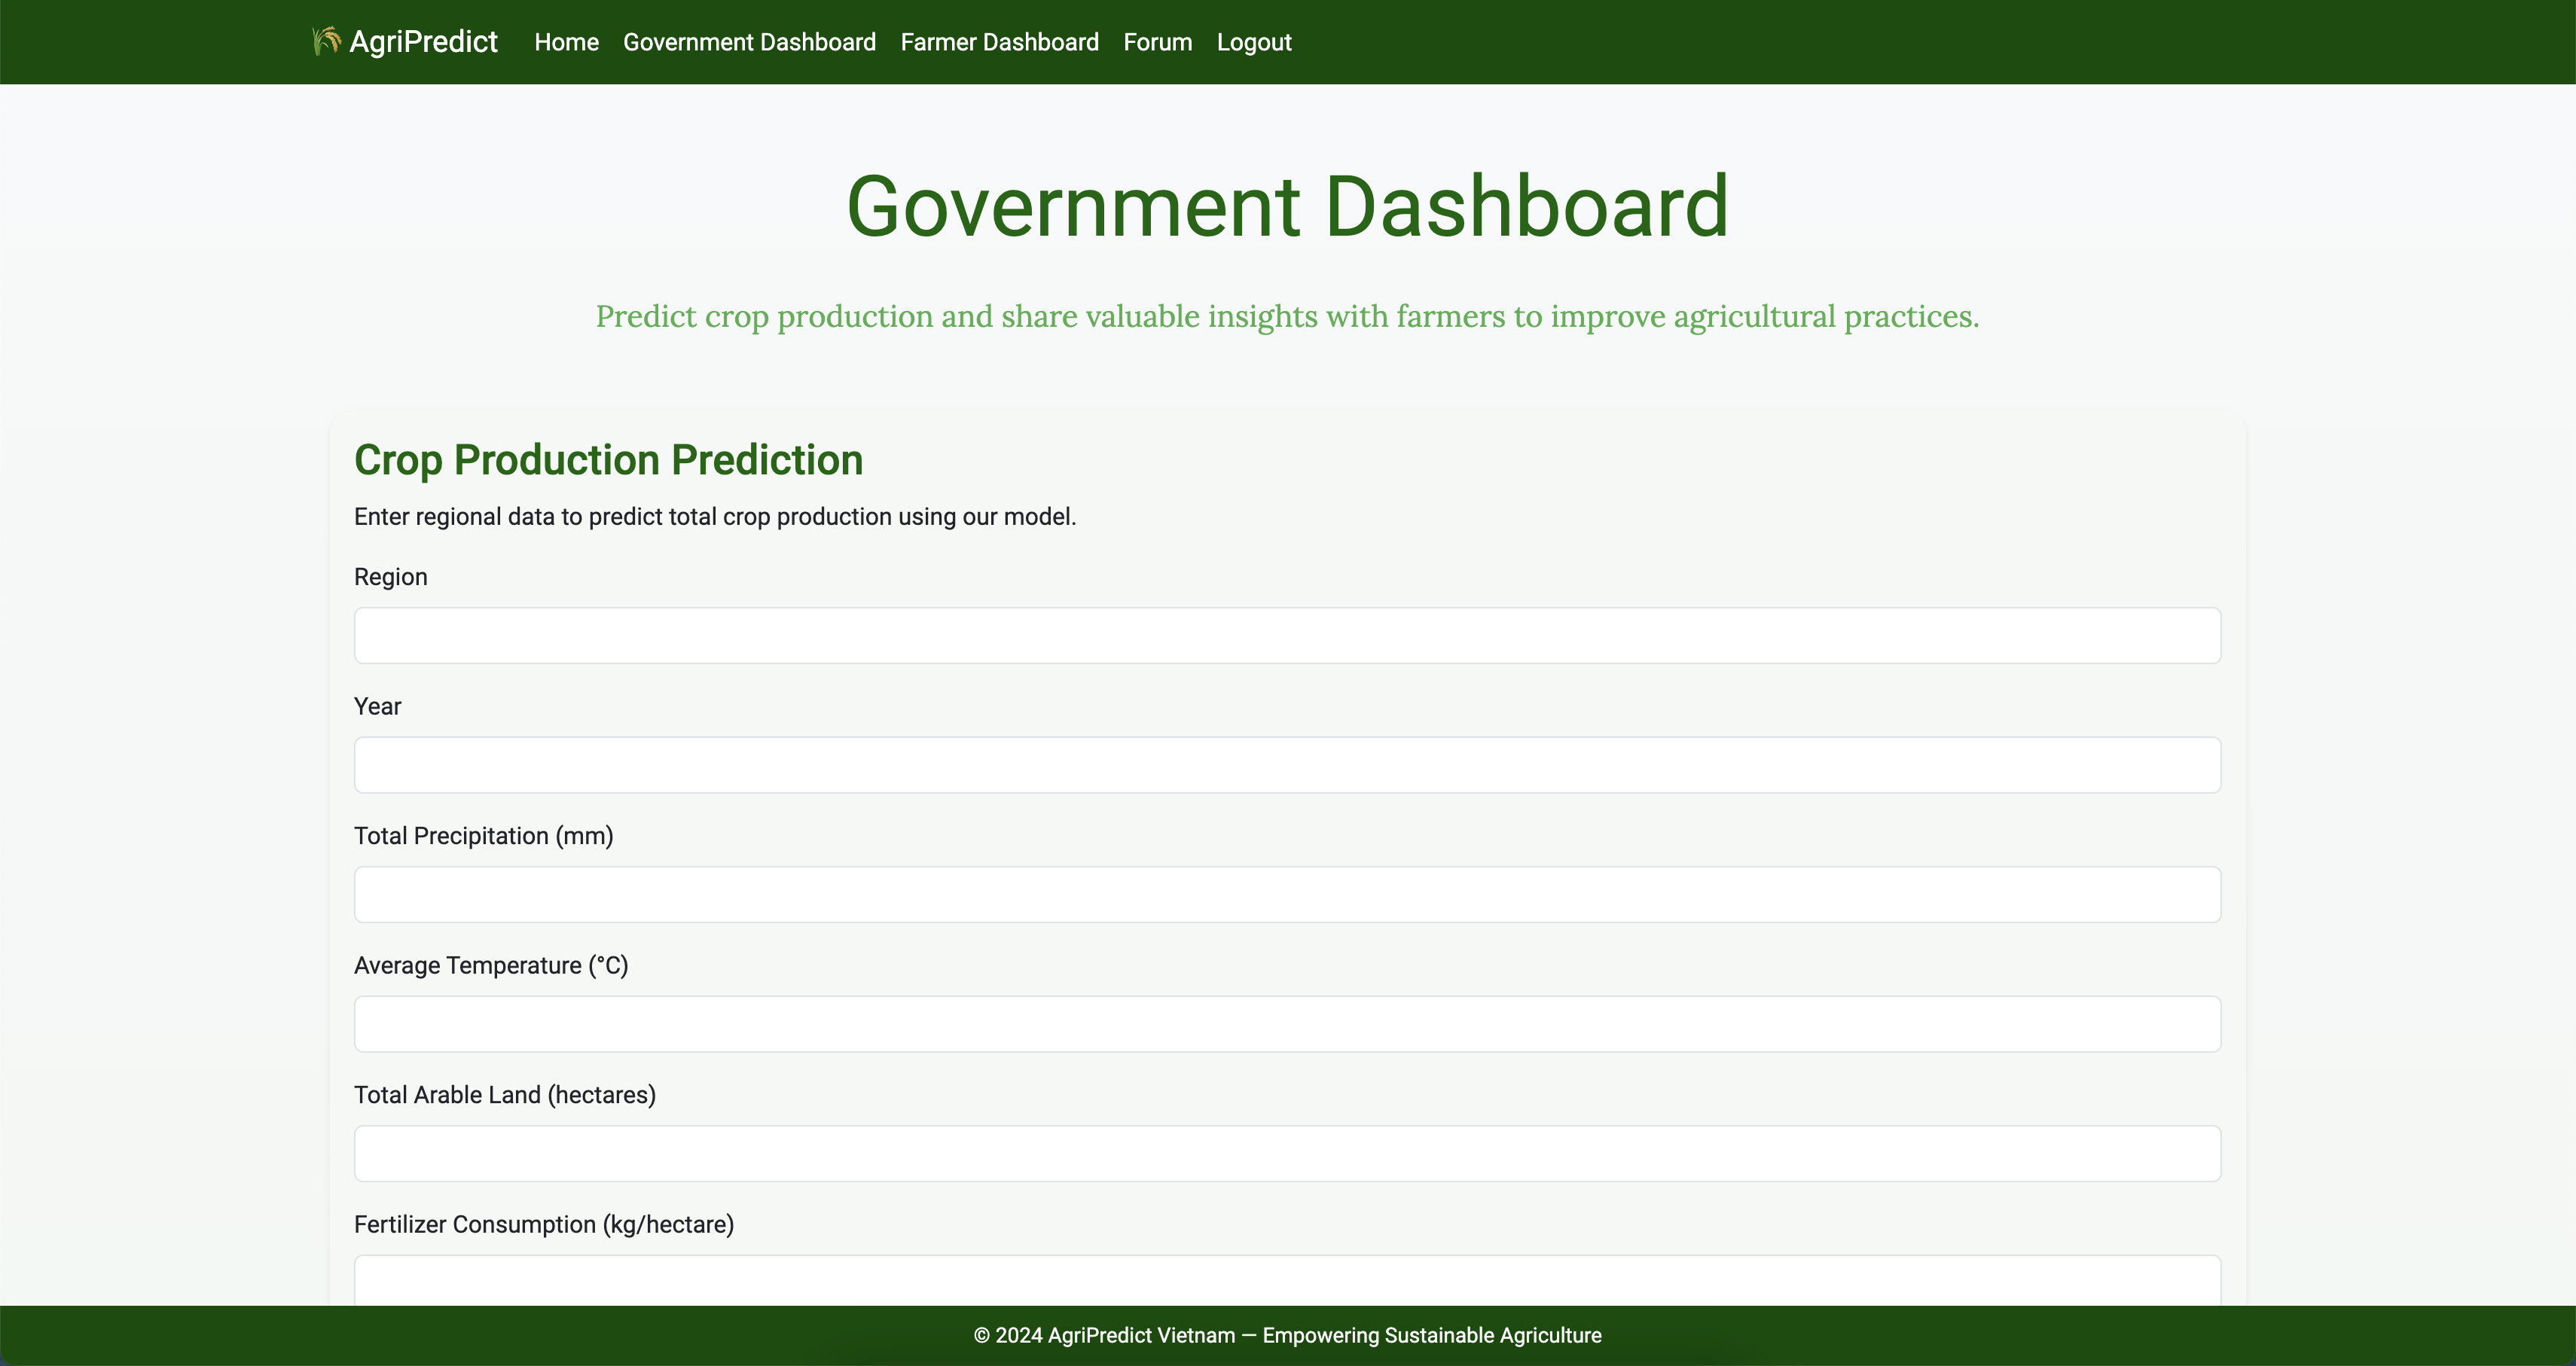 AgriPredict Home Government Dashboard Farmer Dashboard Forum Logout
Government Dashboard
Predict crop production and share valuable insights with farmers to improve agricultural practices.
Crop Production Prediction
Enter regional data to predict total crop production using our model.
Region
Year
Total Precipitation (mm)
Average Temperature (°C)
Total Arable Land (hectares)
Fertilizer Consumption (kg/hectare)
© 2024 AgriPredict Vietnam — Empowering Sustainable Agriculture